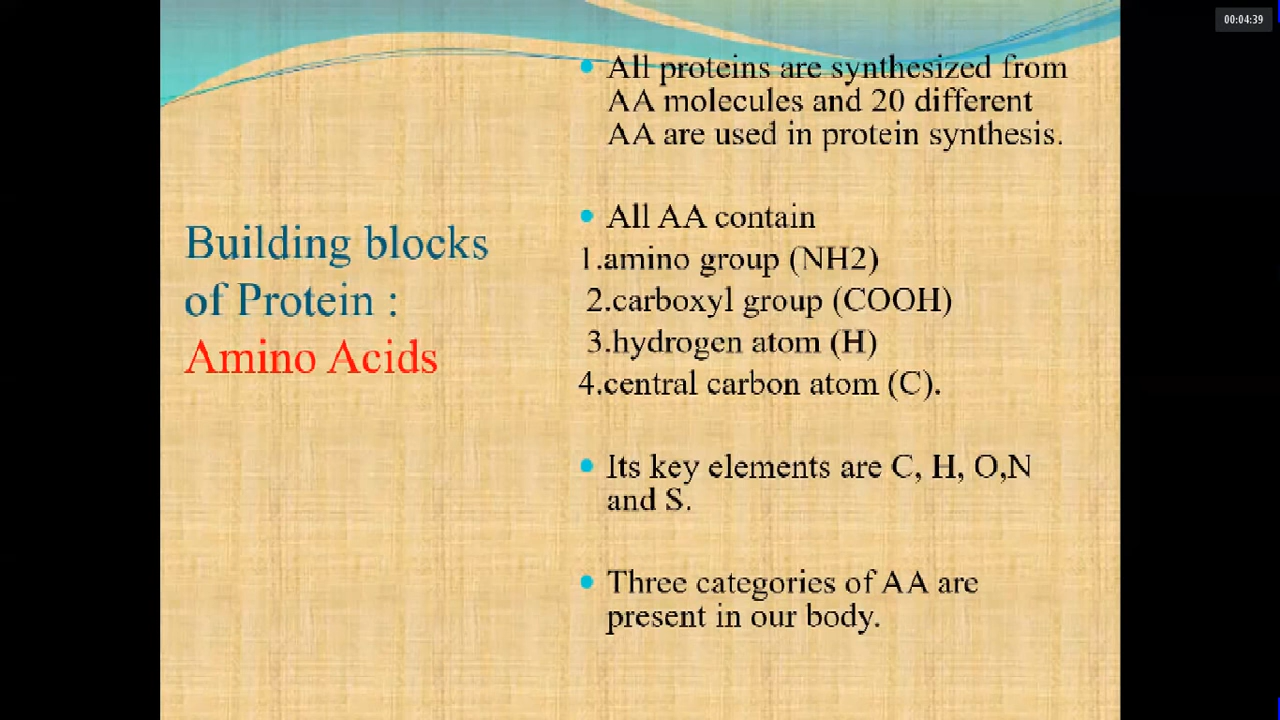 00:04:39
Building blocks
of Protein :
Amino Acids
• All proteins are synthesized from
AA molecules and 20 different
AA are used in protein synthesis.
• All AA contain
1.amino group (NH2)
2.carboxyl group (COOH)
3.hydrogen atom (H)
4.central carbon atom (C).
• Its key elements are C, H, O,N
and S.
• Three categories of AA are
present in our body.